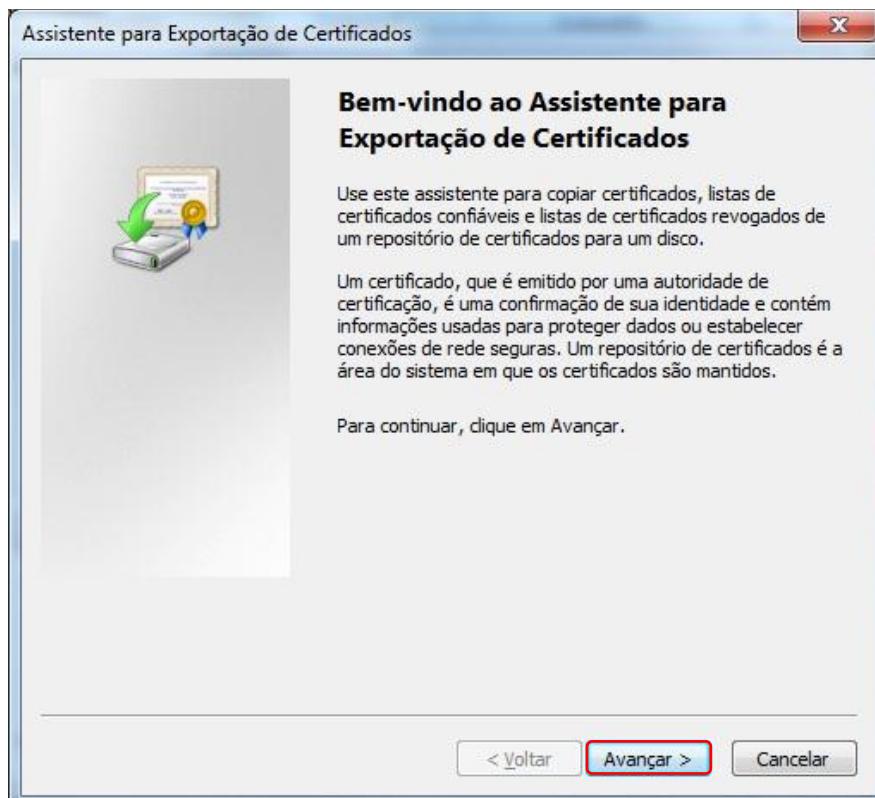 Assistente para Exportação de Certificados
Bem-vindo ao Assistente para
Exportação de Certificados
Use este assistente para copiar certificados, listas de
certificados confiáveis e listas de certificados revogados de
um repositório de certificados para um disco.
Um certificado, que é emitido por uma autoridade de
certificação, é uma confirmação de sua identidade e contém
informações usadas para proteger dados ou estabelecer
conexões de rede seguras. Um repositório de certificados é a
área do sistema em que os certificados são mantidos.
Para continuar, clique em Avançar.
< Voltar Avançar > Cancelar